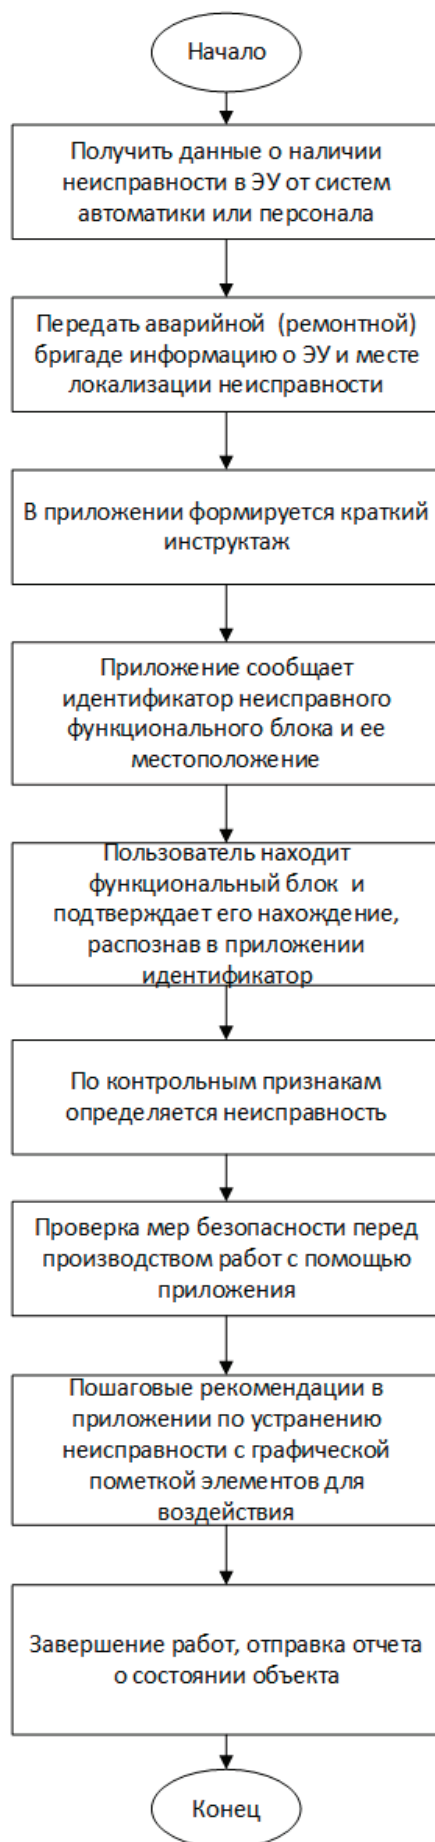 Начало
Получить данные о наличии
неисправности в ЭУ от систем
автоматики или персонала
Передать аварийной (ремонтной)
бригаде информацию о ЭУ и месте
локализации неисправности
В приложении формируется краткий
инструктаж
Приложение сообщает
идентификатор неисправного
функционального блока и ее
местоположение
Пользователь находит
функциональный блок и
подтверждает его нахождение,
распознав в приложении
идентификатор
По контрольным признакам
определяется неисправность
Проверка мер безопасности перед
производством работ с помощью
приложения
Пошаговые рекомендации в
приложении по устранению
неисправности с графической
пометкой элементов для
воздействия
Завершение работ, отправка отчета
о состоянии объекта
Конец